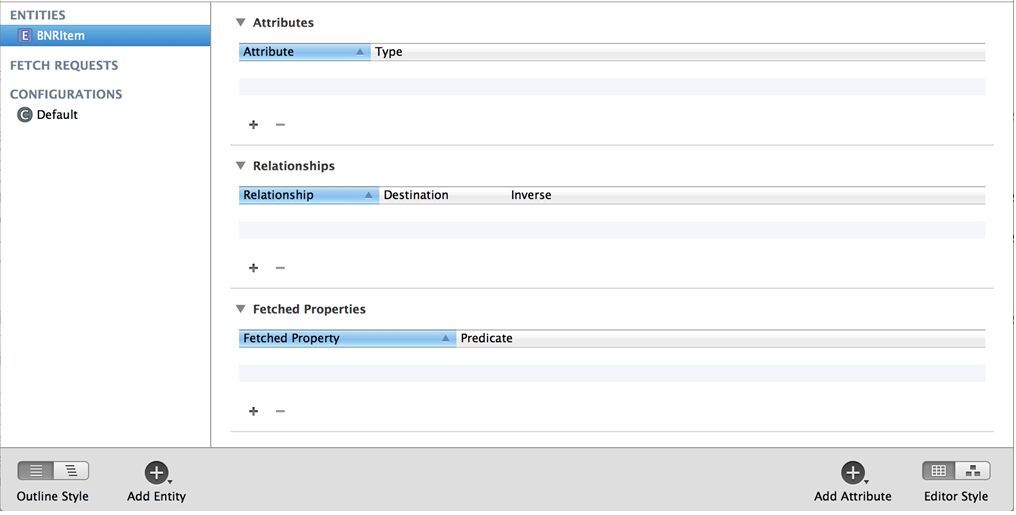 ENTITIES
E BNRItem
FETCH REQUESTS
CONFIGURATIONS
C Default
Attributes
Attribute Type
+ −
Relationships
Relationship Destination Inverse
+ −
Fetched Properties
Fetched Property Predicate
+ −
Outline Style Add Entity Add Attribute Editor Style